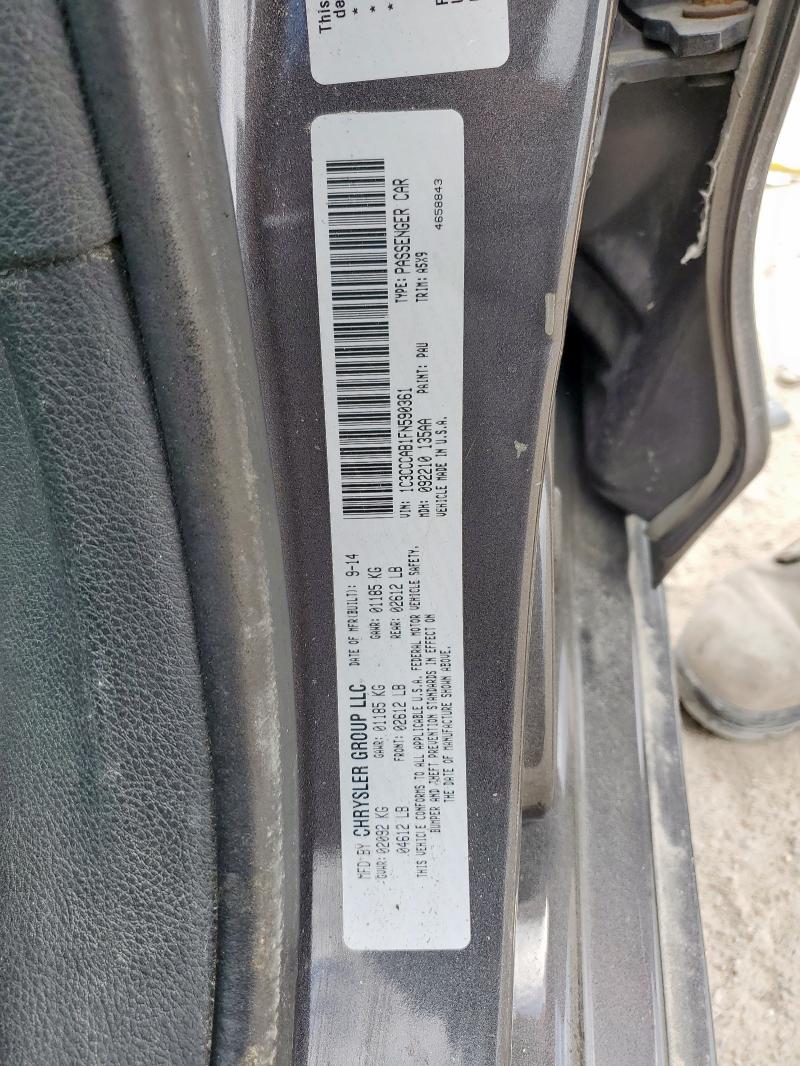 This
da
*
*
*
MFD BY CHRYSLER GROUP LLC
DATE OF MFR(BUILT): 9-14
GVWR: 02092 KG
GAWR: 01185 KG
GAWR: 01185 KG
04612 LB
FRONT: 02612 LB
REAR: 02612 LB
THIS VEHICLE CONFORMS TO ALL APPLICABLE U.S.A. FEDERAL MOTOR VEHICLE SAFETY,
BUMPER AND THEFT PREVENTION STANDARDS IN EFFECT ON
THE DATE OF MANUFACTURE SHOWN ABOVE.
VIN: 1C3CCCAB1FN590361
TYPE: PASSENGER CAR
MDH: 092210 135AA
PAINT: PAU
TRIM: A5X9
VEHICLE MADE IN U.S.A.
4658843